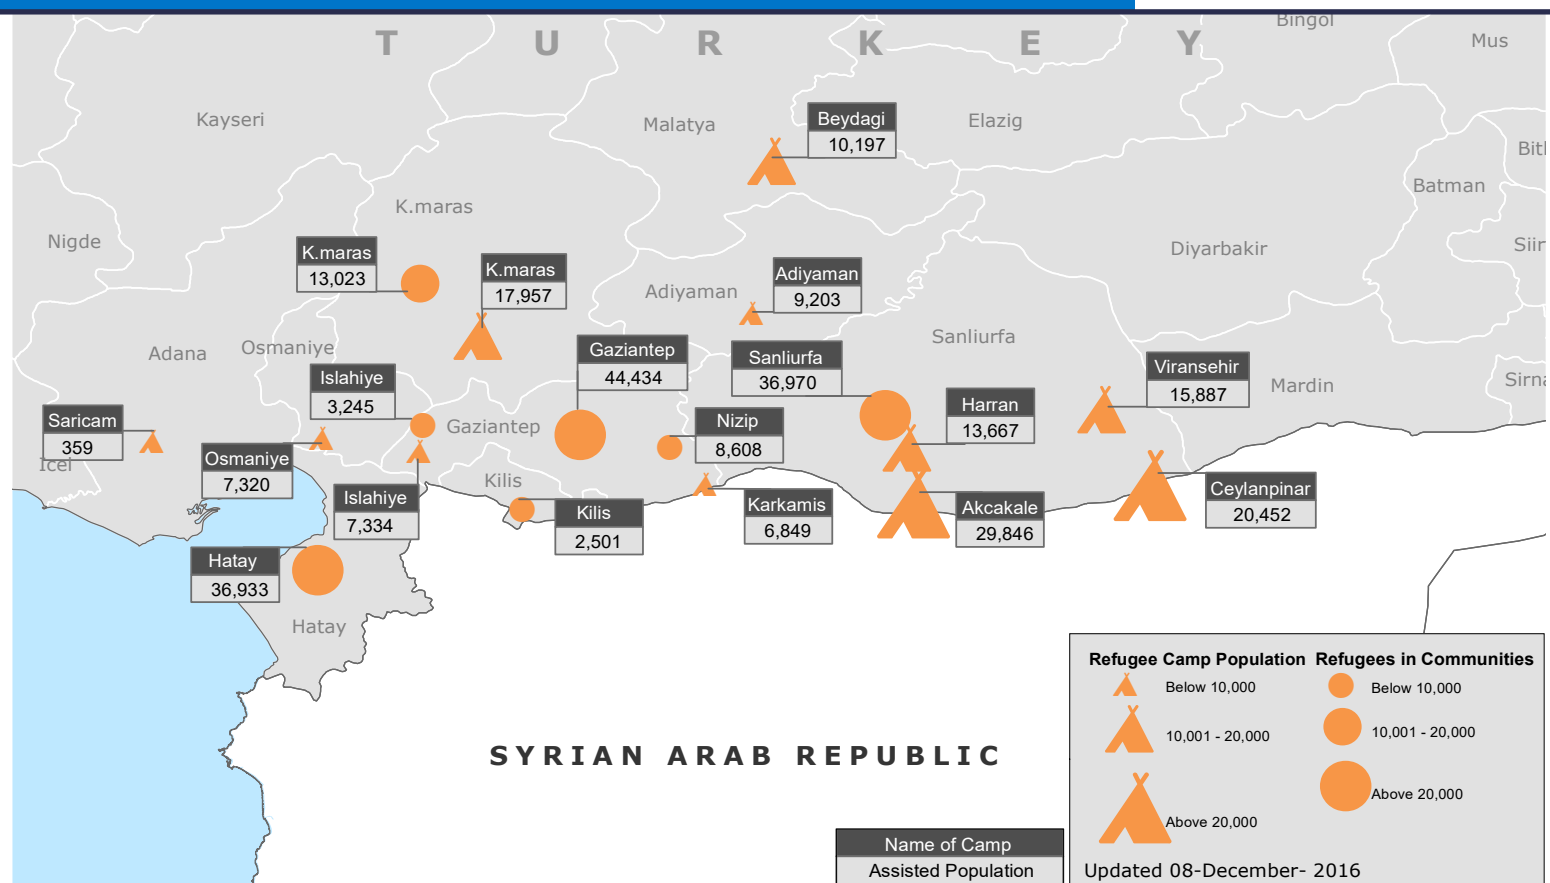 TURKEY
Bingol
Mus
Kayseri
Malatya
Beydagi
10,197
Elazig
Batman
K.maras
Nigde
Diyarbakir
K.maras
13,023
K.maras
17,957
Adiyaman
Adiyaman
9,203
Sanliurfa
Adana
Osmaniye
Gaziantep
44,434
Sanliurfa
36,970
Viransehir
15,887
Mardin
Islahiye
3,245
Harran
13,667
Saricam
359
Gaziantep
Nizip
8,608
Icel
Osmaniye
7,320
Kilis
Islahiye
7,334
Kilis
2,501
Karkamis
6,849
Akcakale
29,846
Ceylanpinar
20,452
Hatay
36,933
Hatay
SYRIAN ARAB REPUBLIC
Refugee Camp Population Refugees in Communities
Below 10,000 Below 10,000
10,001 - 20,000 10,001 - 20,000
Above 20,000 Above 20,000
Name of Camp
Assisted Population
Updated 08-December- 2016